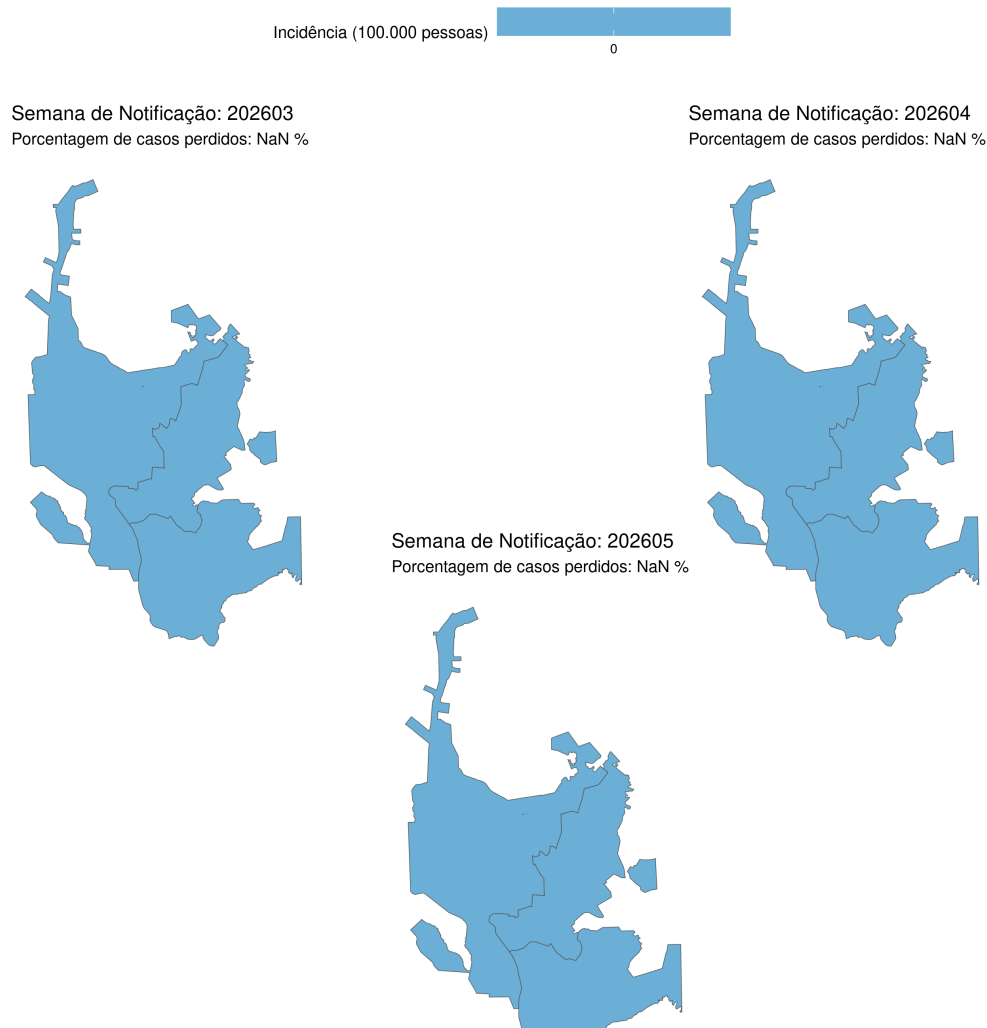 Incidência (100.000 pessoas)
0
Semana de Notificação: 202603
Porcentagem de casos perdidos: NaN %
Semana de Notificação: 202604
Porcentagem de casos perdidos: NaN %
Semana de Notificação: 202605
Porcentagem de casos perdidos: NaN %